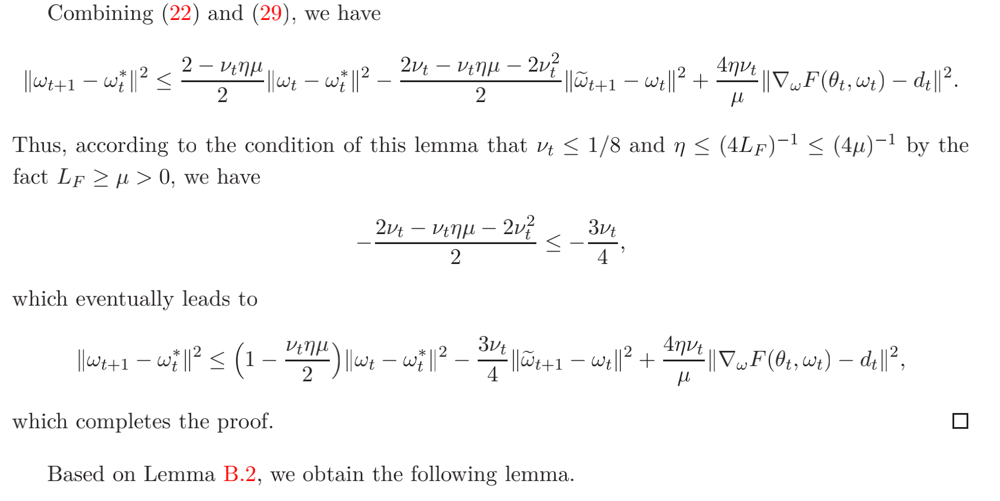 Combining (22) and (29), we have
$$\|\omega_{t+1} - \omega_t^*\|^2 \leq \frac{2 - \nu_t\eta\mu}{2}\|\omega_t - \omega_t^*\|^2 - \frac{2\nu_t - \nu_t\eta\mu - 2\nu_t^2}{2}\|\widetilde{\omega}_{t+1} - \omega_t\|^2 + \frac{4\eta\nu_t}{\mu}\|\nabla_\omega F(\theta_t, \omega_t) - d_t\|^2.$$
Thus, according to the condition of this lemma that $\nu_t \leq 1/8$ and $\eta \leq (4L_F)^{-1} \leq (4\mu)^{-1}$ by the
fact $L_F \geq \mu > 0$, we have
$$-\frac{2\nu_t - \nu_t\eta\mu - 2\nu_t^2}{2} \leq -\frac{3\nu_t}{4},$$
which eventually leads to
$$\|\omega_{t+1} - \omega_t^*\|^2 \leq \left(1 - \frac{\nu_t\eta\mu}{2}\right)\|\omega_t - \omega_t^*\|^2 - \frac{3\nu_t}{4}\|\widetilde{\omega}_{t+1} - \omega_t\|^2 + \frac{4\eta\nu_t}{\mu}\|\nabla_\omega F(\theta_t, \omega_t) - d_t\|^2,$$
which completes the proof. □
Based on Lemma B.2, we obtain the following lemma.